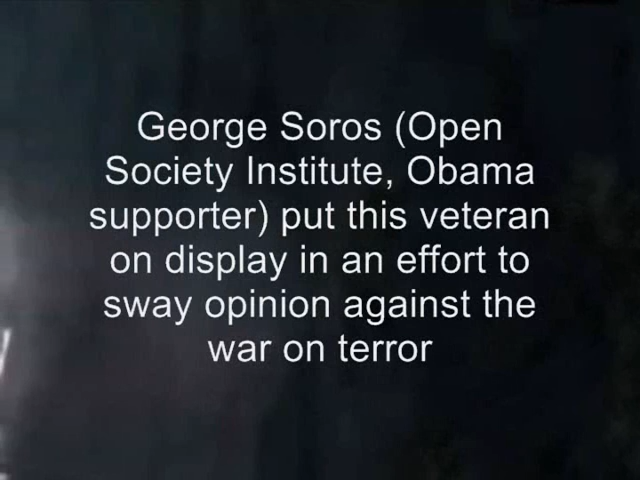 George Soros (Open
Society Institute, Obama
supporter) put this veteran
on display in an effort to
sway opinion against the
war on terror